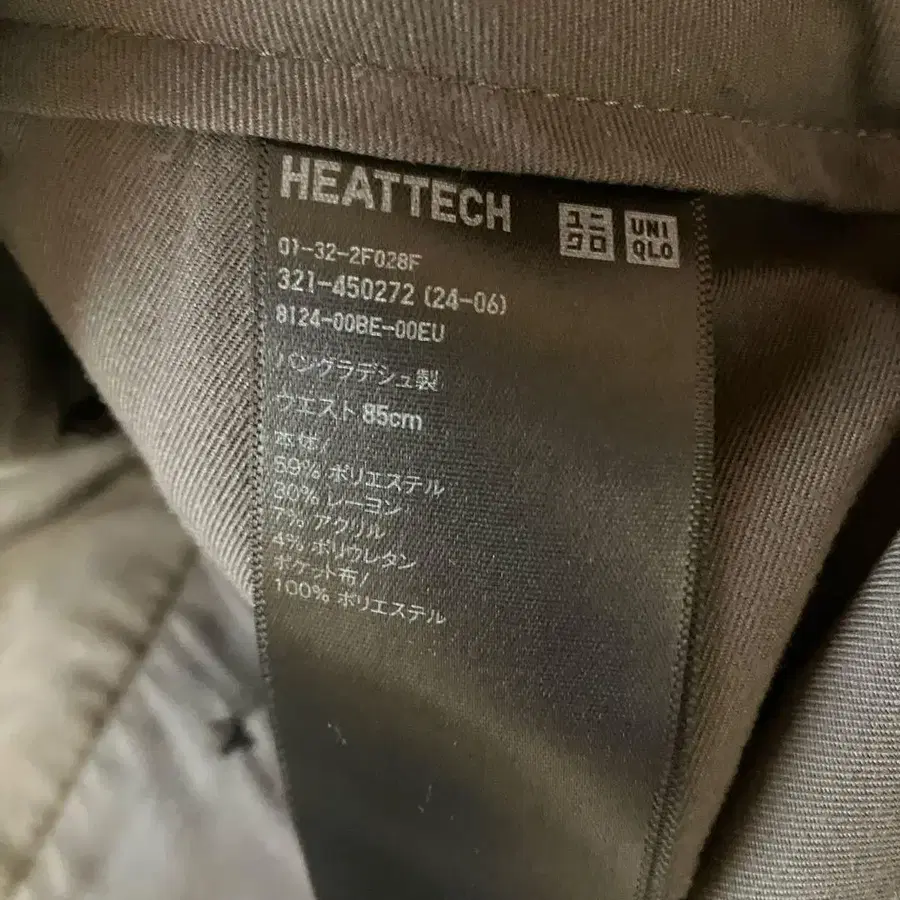 HEATTECH
ユニクロ
UNIQLO
01-32-2F028F
321-450272 (24-06)
8124-00BE-00EU
バングラデシュ製
ウエスト 85cm
本体/
59% ポリエステル
30% レーヨン
7% アクリル
4% ポリウレタン
ポケット布/
100% ポリエステル